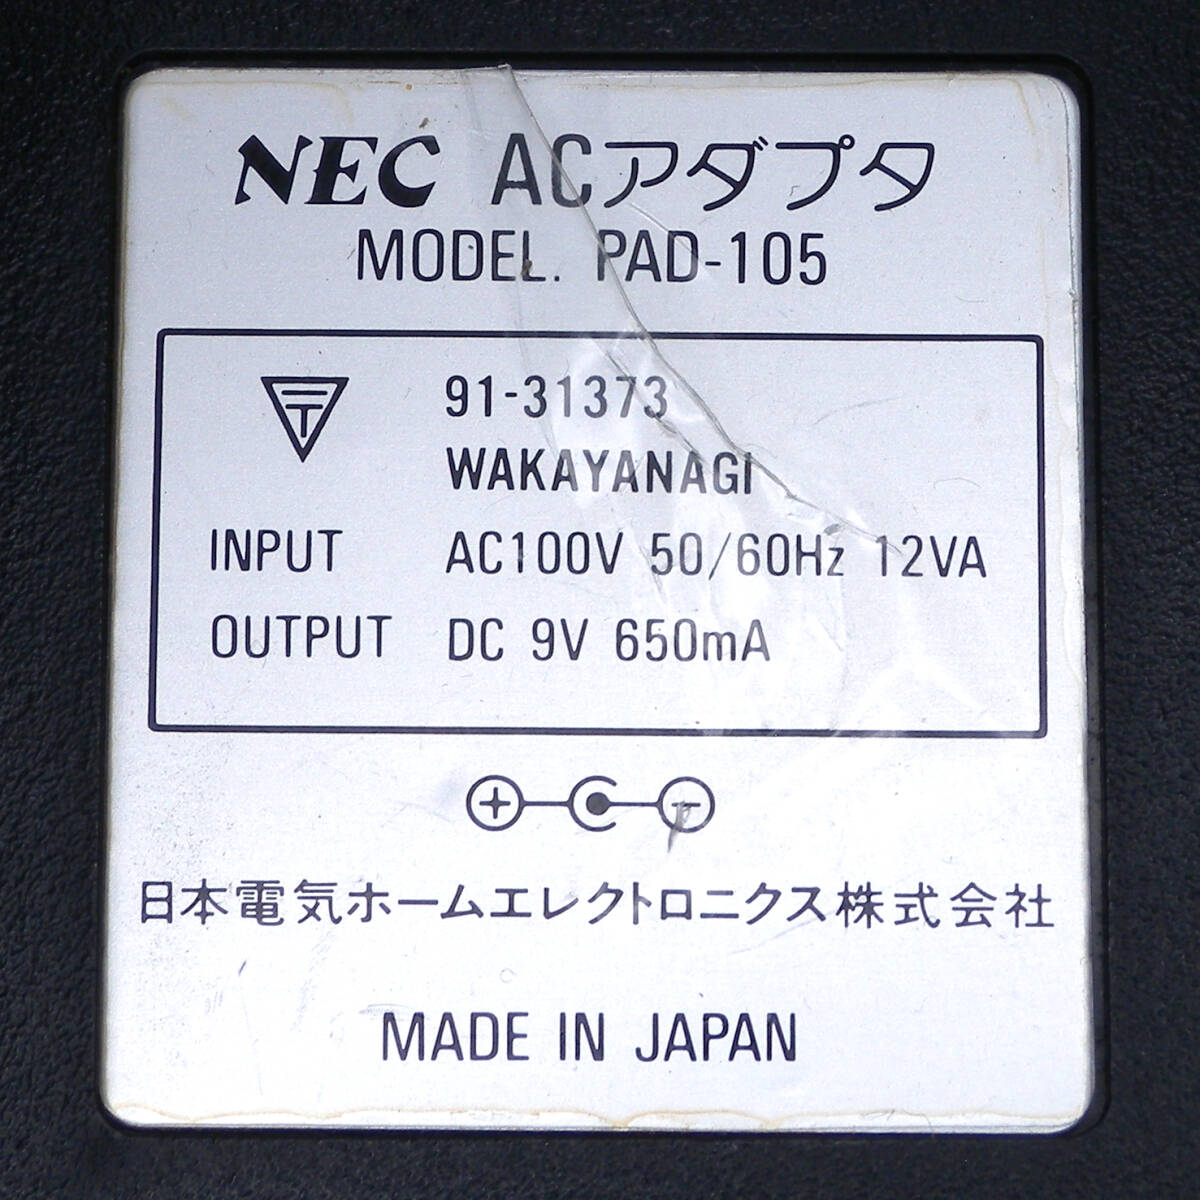 NEC ACアダプタ
MODEL. PAD-105
〒 91-31373
WAKAYANAGI
INPUT AC100V 50/60Hz 12VA
OUTPUT DC 9V 650mA
+ -
日本電気ホームエレクトロニクス株式会社
MADE IN JAPAN